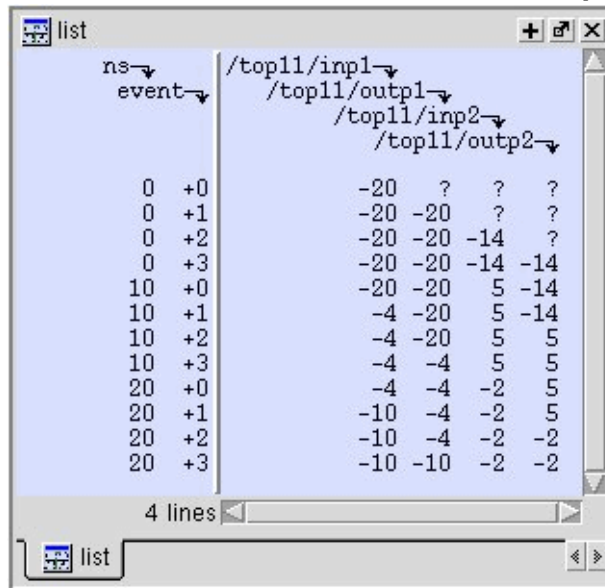 list
ns
event
/top11/inp1
/top11/outp1
/top11/inp2
/top11/outp2
0 +0 -20 ? ? ?
0 +1 -20 -20 ? ?
0 +2 -20 -20 -14 ?
0 +3 -20 -20 -14 -14
10 +0 -20 -20 5 -14
10 +1 -4 -20 5 -14
10 +2 -4 -20 5 5
10 +3 -4 -4 5 5
20 +0 -4 -4 -2 5
20 +1 -10 -4 -2 5
20 +2 -10 -4 -2 -2
20 +3 -10 -10 -2 -2
4 lines
list